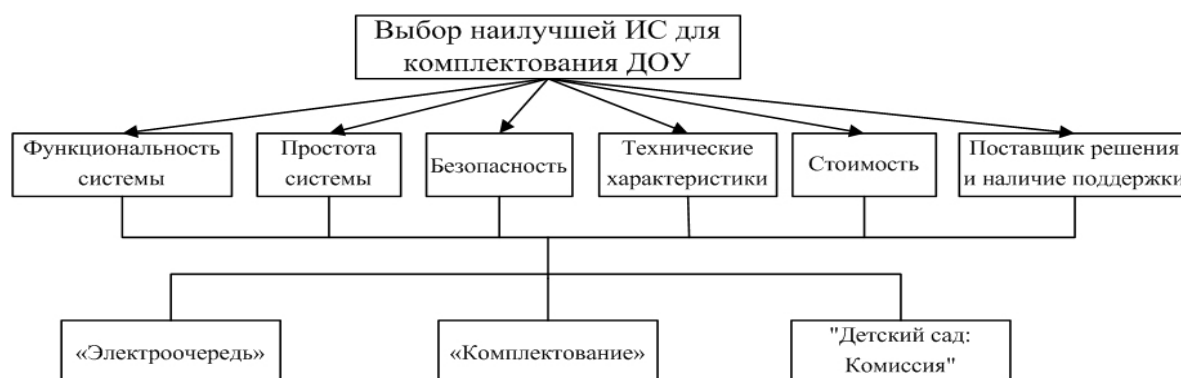 Выбор наилучшей ИС для
комплектования ДОУ
Функциональность
системы
Простота
системы
Безопасность
Технические
характеристики
Стоимость
Поставщик решения
и наличие поддержки
«Электроочередь»
«Комплектование»
"Детский сад:
Комиссия"